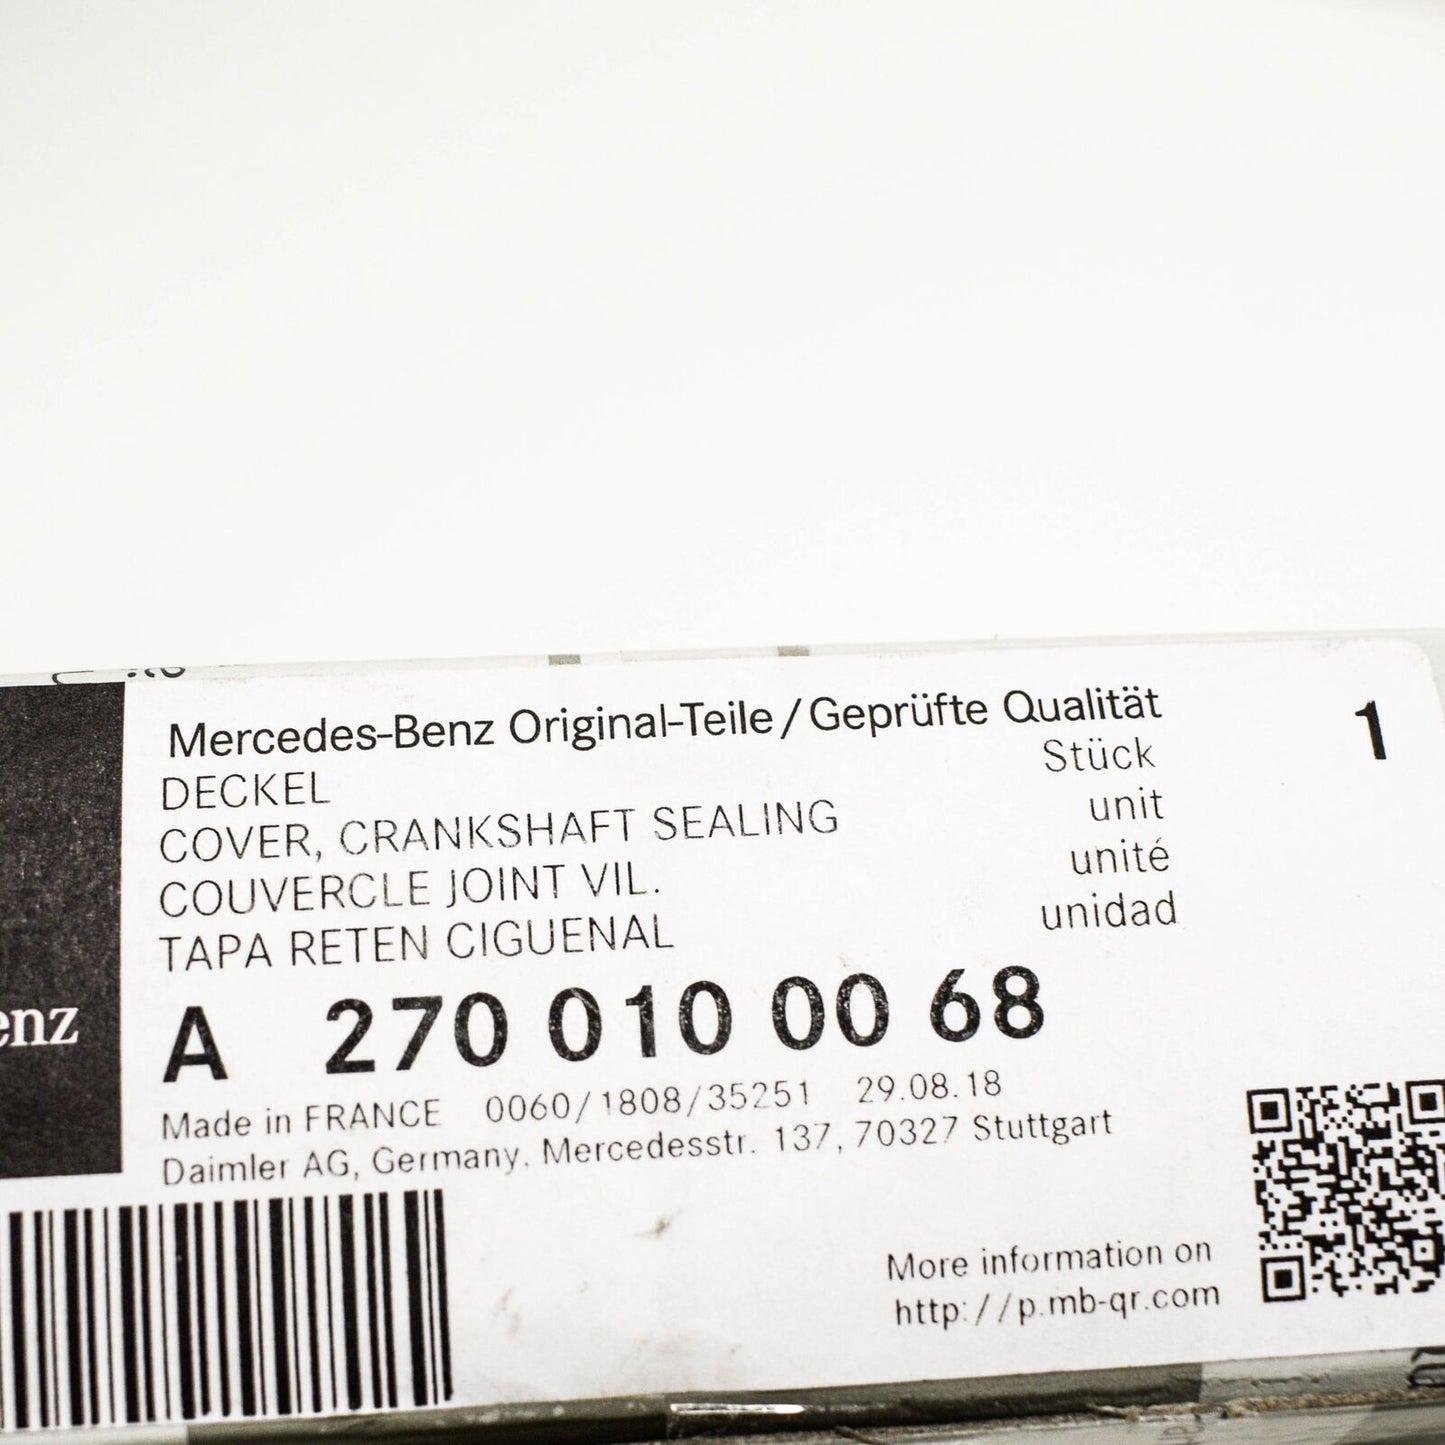 Mercedes-Benz Original-Teile/Geprüfte Qualität
DECKEL Stück 1
COVER, CRANKSHAFT SEALING unit
COUVERCLE JOINT VIL. unité
TAPA RETEN CIGUENAL unidad
enz
A 270 010 00 68
Made in FRANCE 0060/1808/35251 29.08.18
Daimler AG, Germany, Mercedesstr. 137, 70327 Stuttgart
More information on
http://p.mb-qr.com